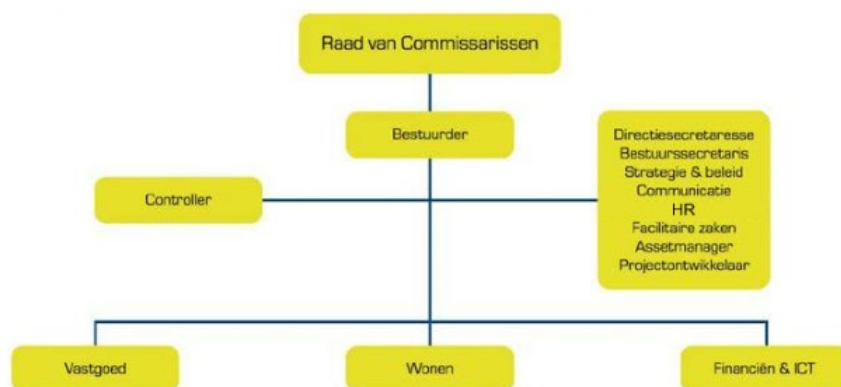 Raad van Commissarissen
Bestuurder
Directiesecretaresse
Bestuurssecretaris
Strategie & beleid
Communicatie
HR
Facilitaire zaken
Assetmanager
Projectontwikkelaar
Controller
Vastgoed
Wonen
Financiën & ICT